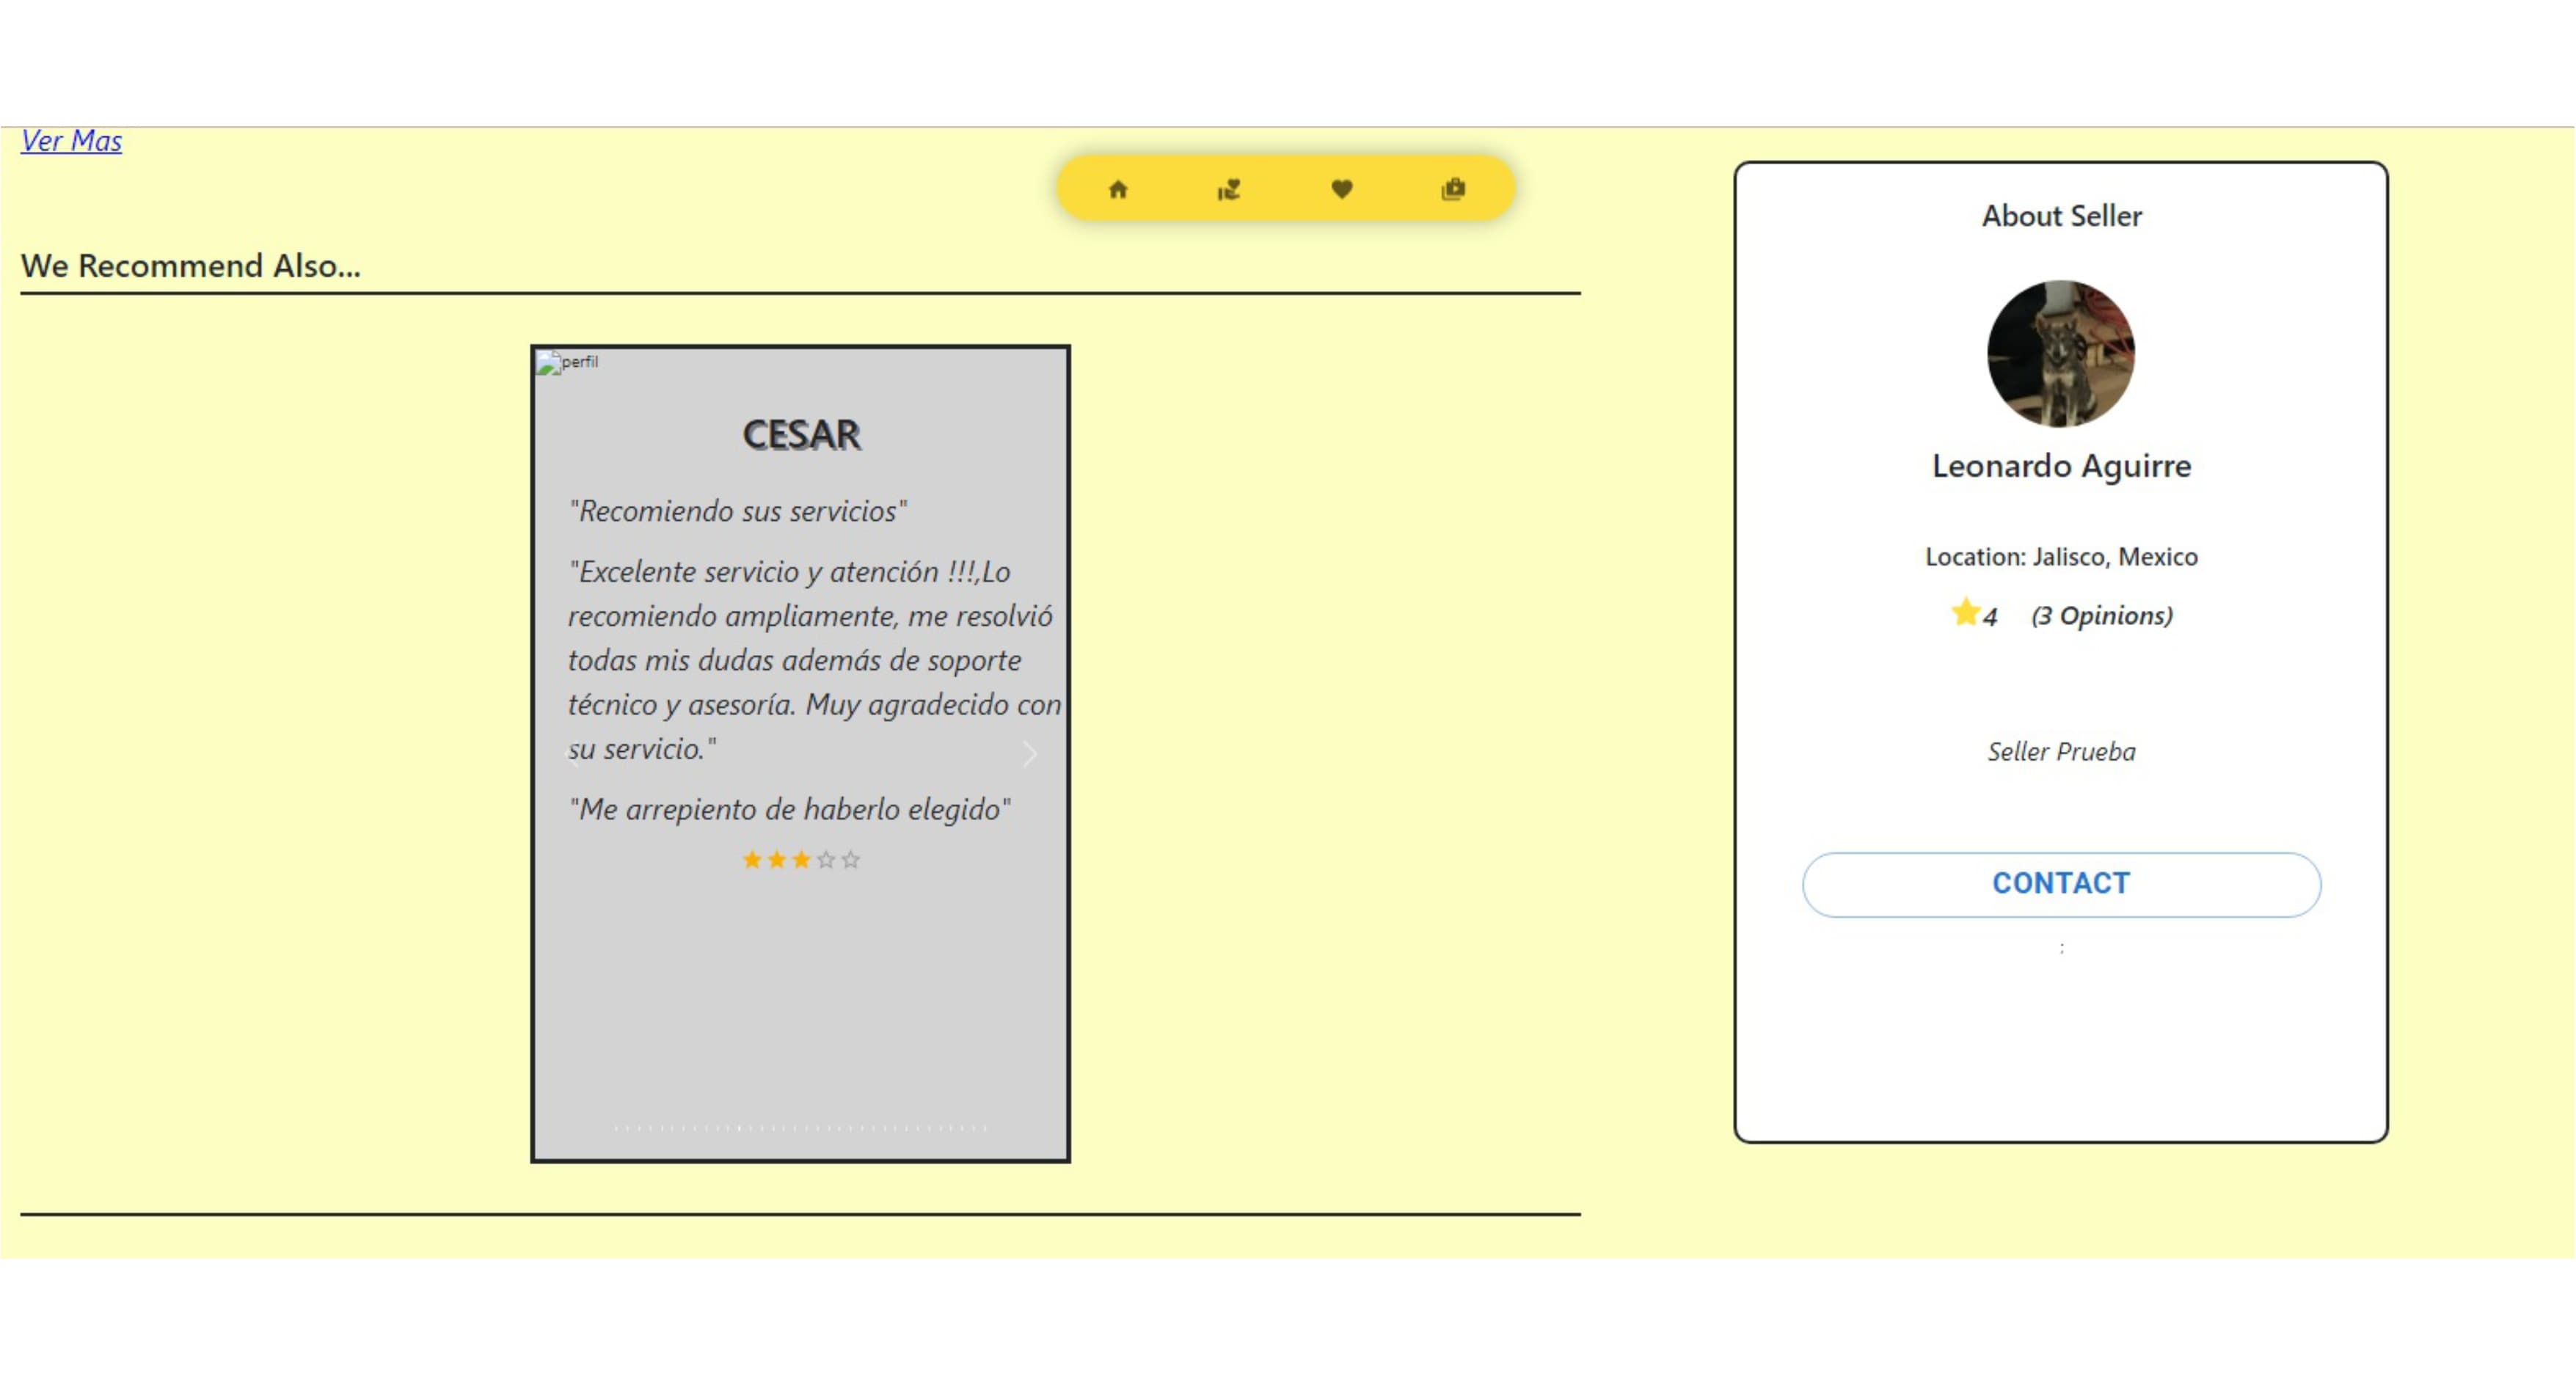 Ver Mas
We Recommend Also...
perfil
CESAR
"Recomiendo sus servicios"
"Excelente servicio y atención !!!,Lo
recomiendo ampliamente, me resolvió
todas mis dudas además de soporte
técnico y asesoría. Muy agradecido con
su servicio."
"Me arrepiento de haberlo elegido"
About Seller
Leonardo Aguirre
Location: Jalisco, Mexico
4 (3 Opinions)
Seller Prueba
CONTACT
;